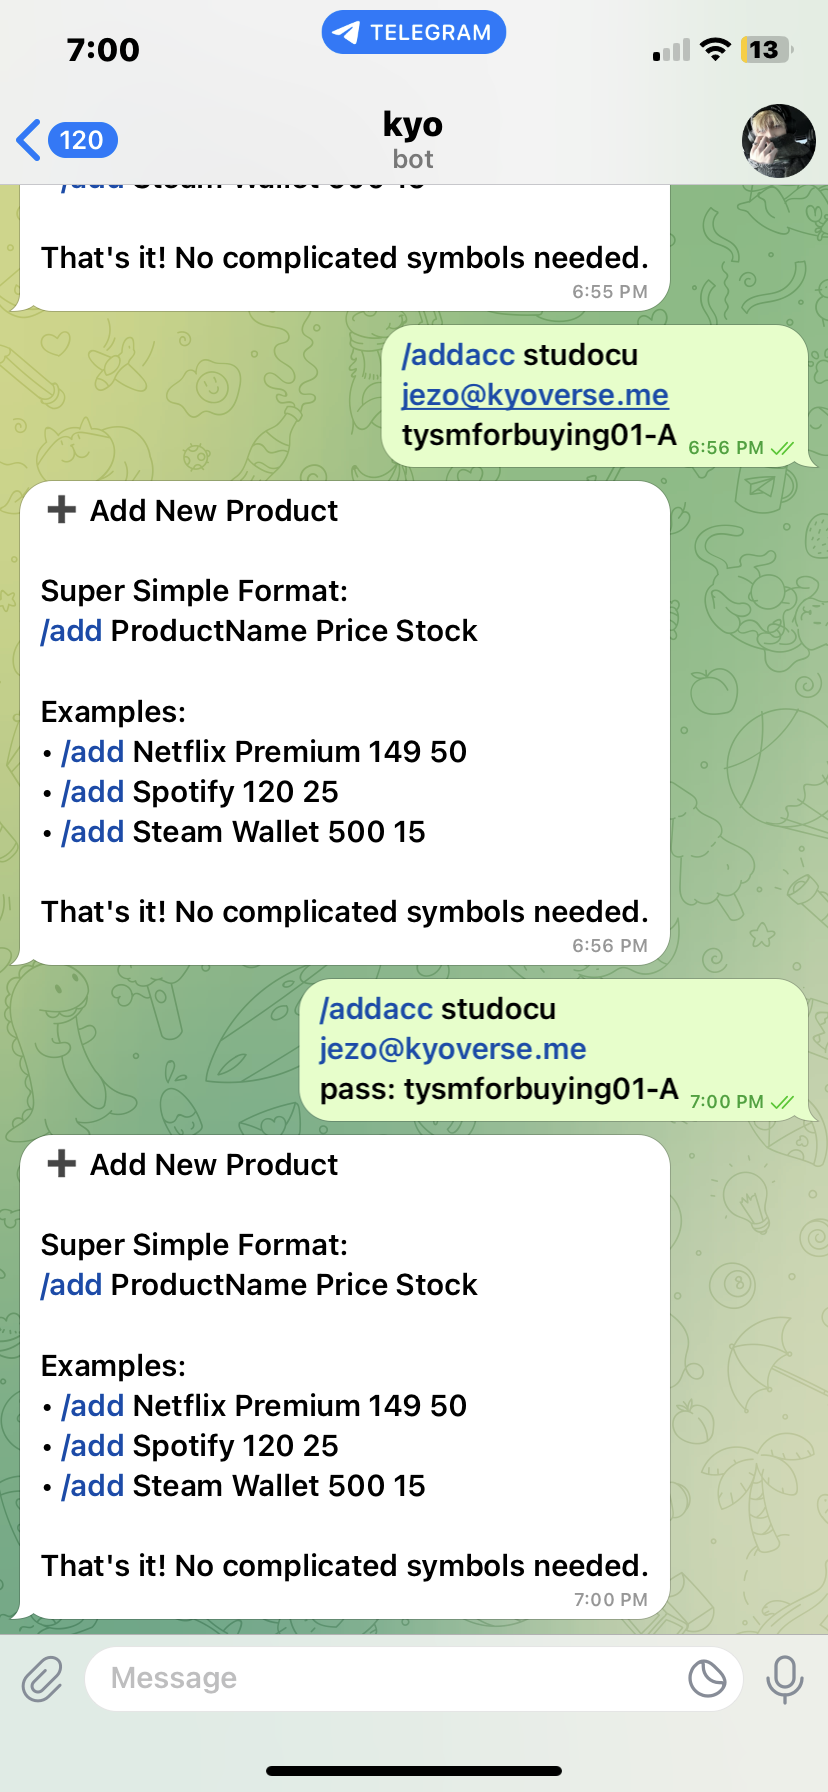 7:00
TELEGRAM
13
120
kyo
bot
/add Steam Wallet 500 15
That's it! No complicated symbols needed.
6:55 PM
/addacc studocu
jezo@kyoverse.me
tysmforbuying01-A
6:56 PM
➕ Add New Product
Super Simple Format:
/add ProductName Price Stock
Examples:
• /add Netflix Premium 149 50
• /add Spotify 120 25
• /add Steam Wallet 500 15
That's it! No complicated symbols needed.
6:56 PM
/addacc studocu
jezo@kyoverse.me
pass: tysmforbuying01-A
7:00 PM
➕ Add New Product
Super Simple Format:
/add ProductName Price Stock
Examples:
• /add Netflix Premium 149 50
• /add Spotify 120 25
• /add Steam Wallet 500 15
That's it! No complicated symbols needed.
7:00 PM
Message